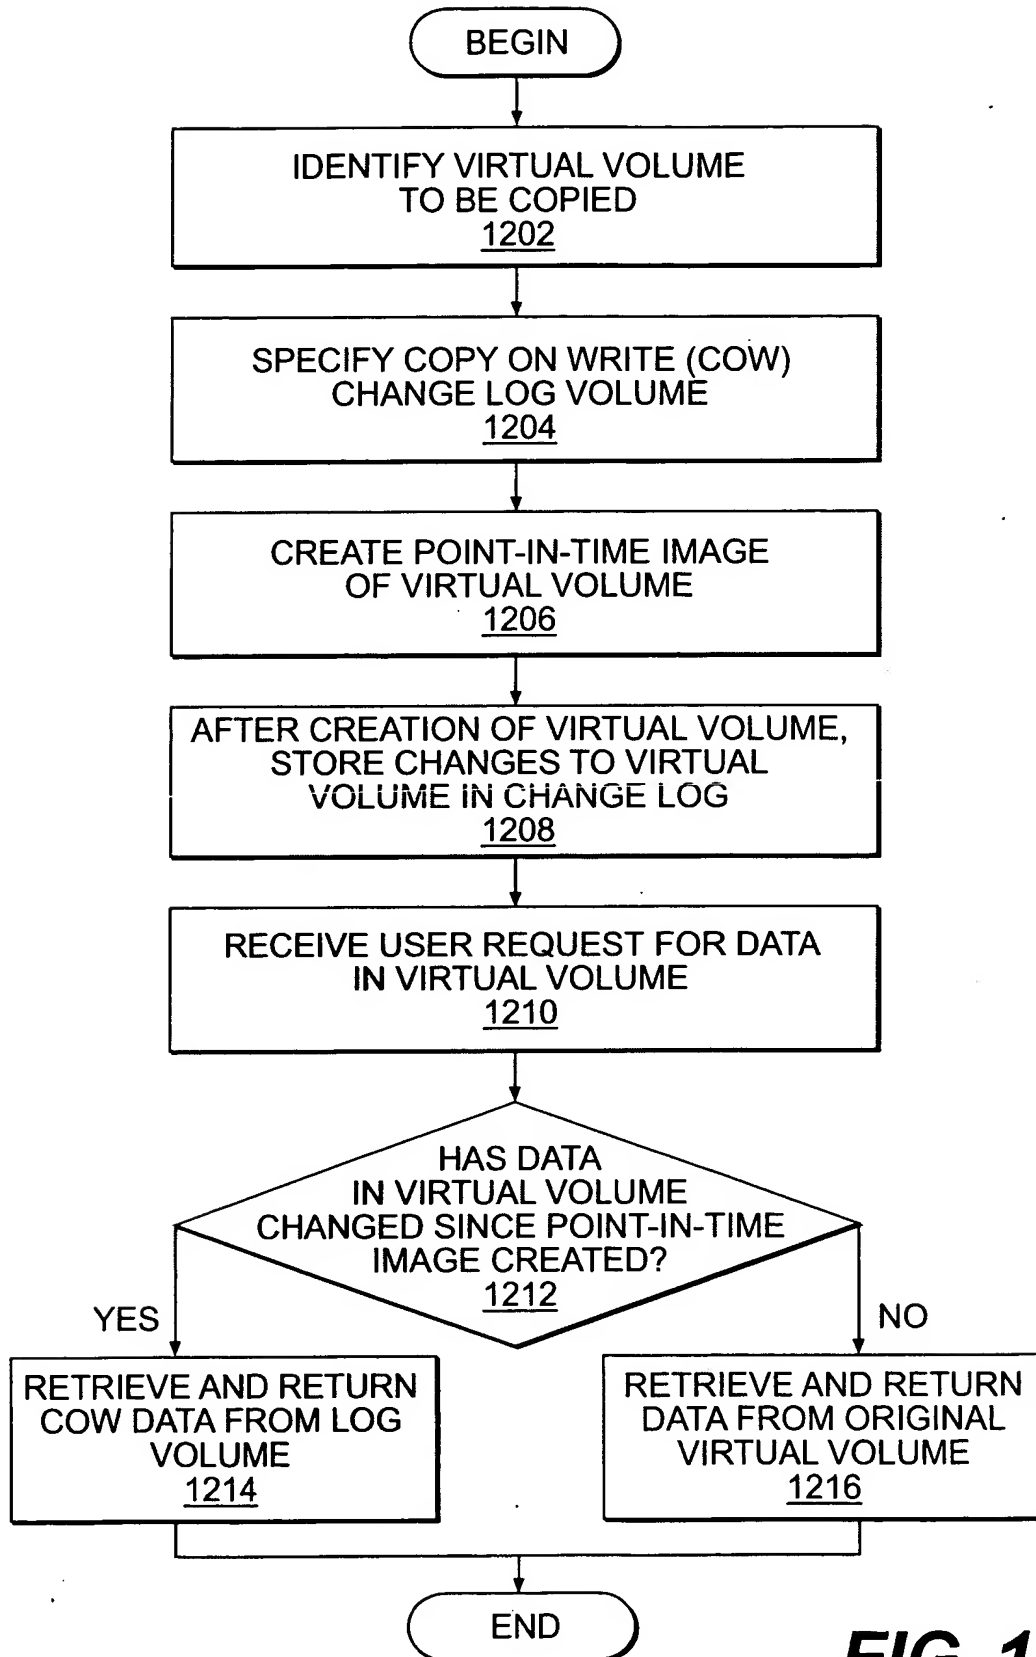 BEGIN
IDENTIFY VIRTUAL VOLUME
TO BE COPIED
1202
SPECIFY COPY ON WRITE (COW)
CHANGE LOG VOLUME
1204
CREATE POINT-IN-TIME IMAGE
OF VIRTUAL VOLUME
1206
AFTER CREATION OF VIRTUAL VOLUME,
STORE CHANGES TO VIRTUAL
VOLUME IN CHANGE LOG
1208
RECEIVE USER REQUEST FOR DATA
IN VIRTUAL VOLUME
1210
HAS DATA
IN VIRTUAL VOLUME
CHANGED SINCE POINT-IN-TIME
IMAGE CREATED?
1212
YES
NO
RETRIEVE AND RETURN
COW DATA FROM LOG
VOLUME
1214
RETRIEVE AND RETURN
DATA FROM ORIGINAL
VIRTUAL VOLUME
1216
END
FIG. 1